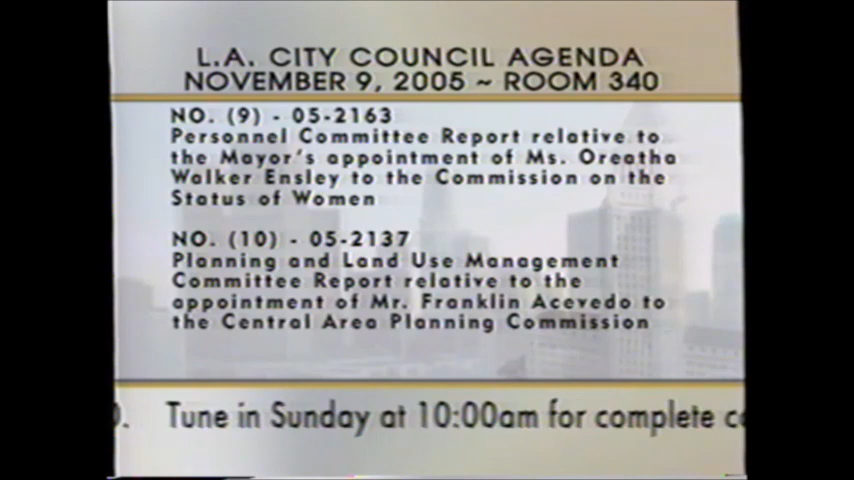 L.A. CITY COUNCIL AGENDA
NOVEMBER 9, 2005 ~ ROOM 340
NO. (9) - 05-2163
Personnel Committee Report relative to
the Mayor's appointment of Ms. Oreatha
Walker Ensley to the Commission on the
Status of Women
NO. (10) - 05-2137
Planning and Land Use Management
Committee Report relative to the
appointment of Mr. Franklin Acevedo to
the Central Area Planning Commission
Tune in Sunday at 10:00am for complete